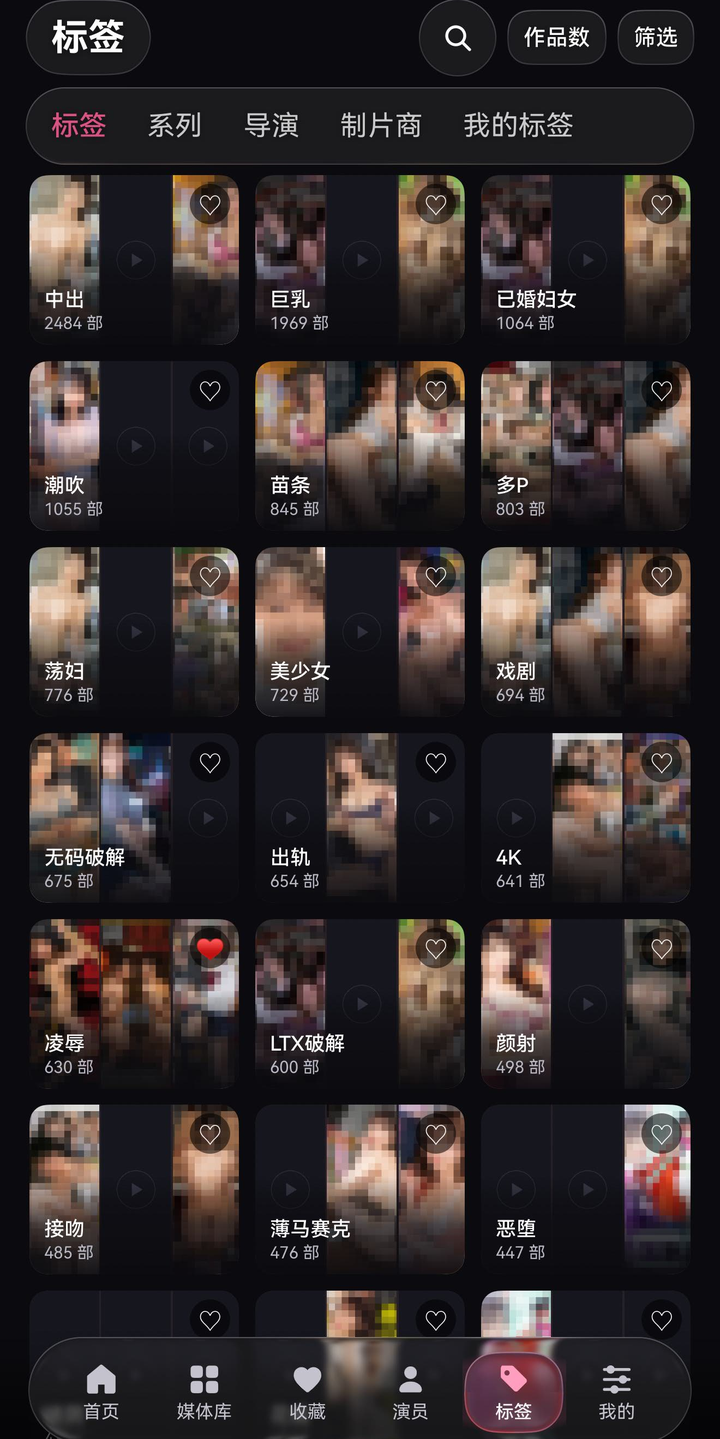 标签
作品数
筛选
标签 系列 导演 制片商 我的标签
中出
2484 部
巨乳
1969 部
已婚妇女
1064 部
潮吹
1055 部
苗条
845 部
多P
803 部
荡妇
776 部
美少女
729 部
戏剧
694 部
无码破解
675 部
出轨
654 部
4K
641 部
凌辱
630 部
LTX破解
600 部
颜射
498 部
接吻
485 部
薄马赛克
476 部
恶堕
447 部
首页 媒体库 收藏 演员 标签 我的